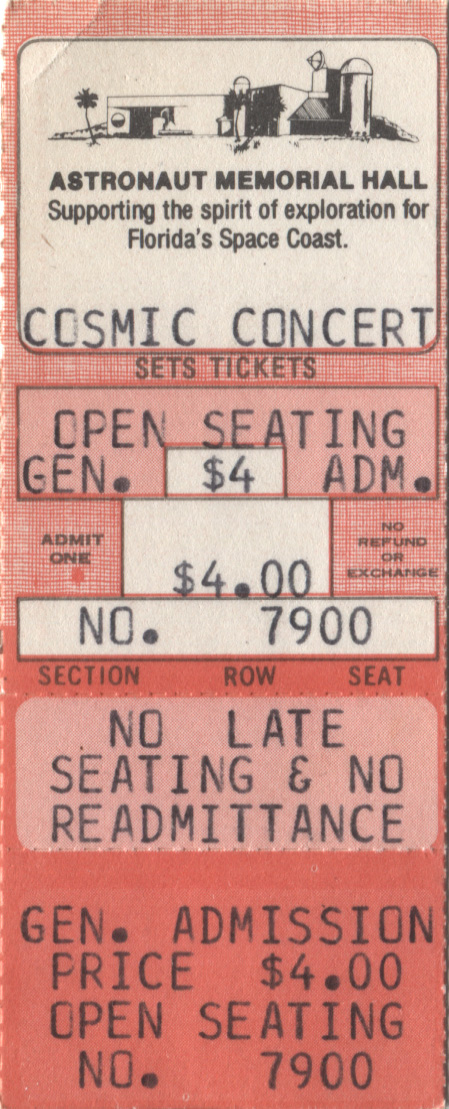 ASTRONAUT MEMORIAL HALL
Supporting the spirit of exploration for
Florida's Space Coast.
COSMIC CONCERT
SETS TICKETS
OPEN SEATING
GEN. $4 ADM.
ADMIT
ONE
NO
REFUND
OR
EXCHANGE
$4.00
NO. 7900
SECTION ROW SEAT
NO LATE
SEATING & NO
READMITTANCE
GEN. ADMISSION
PRICE $4.00
OPEN SEATING
NO. 7900